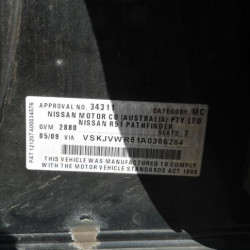 APPROVAL NO. 34311 CATEGORY MC
NISSAN MOTOR CO (AUSTRALIA) PTY LTD
NISSAN R51 PATHFINDER
GVM 2880 SEATS 7
05/09 VIN VSKJVWR51A0306284
THIS VEHICLE WAS MANUFACTURED TO COMPLY
WITH THE MOTOR VEHICLE STANDARDS ACT 1989